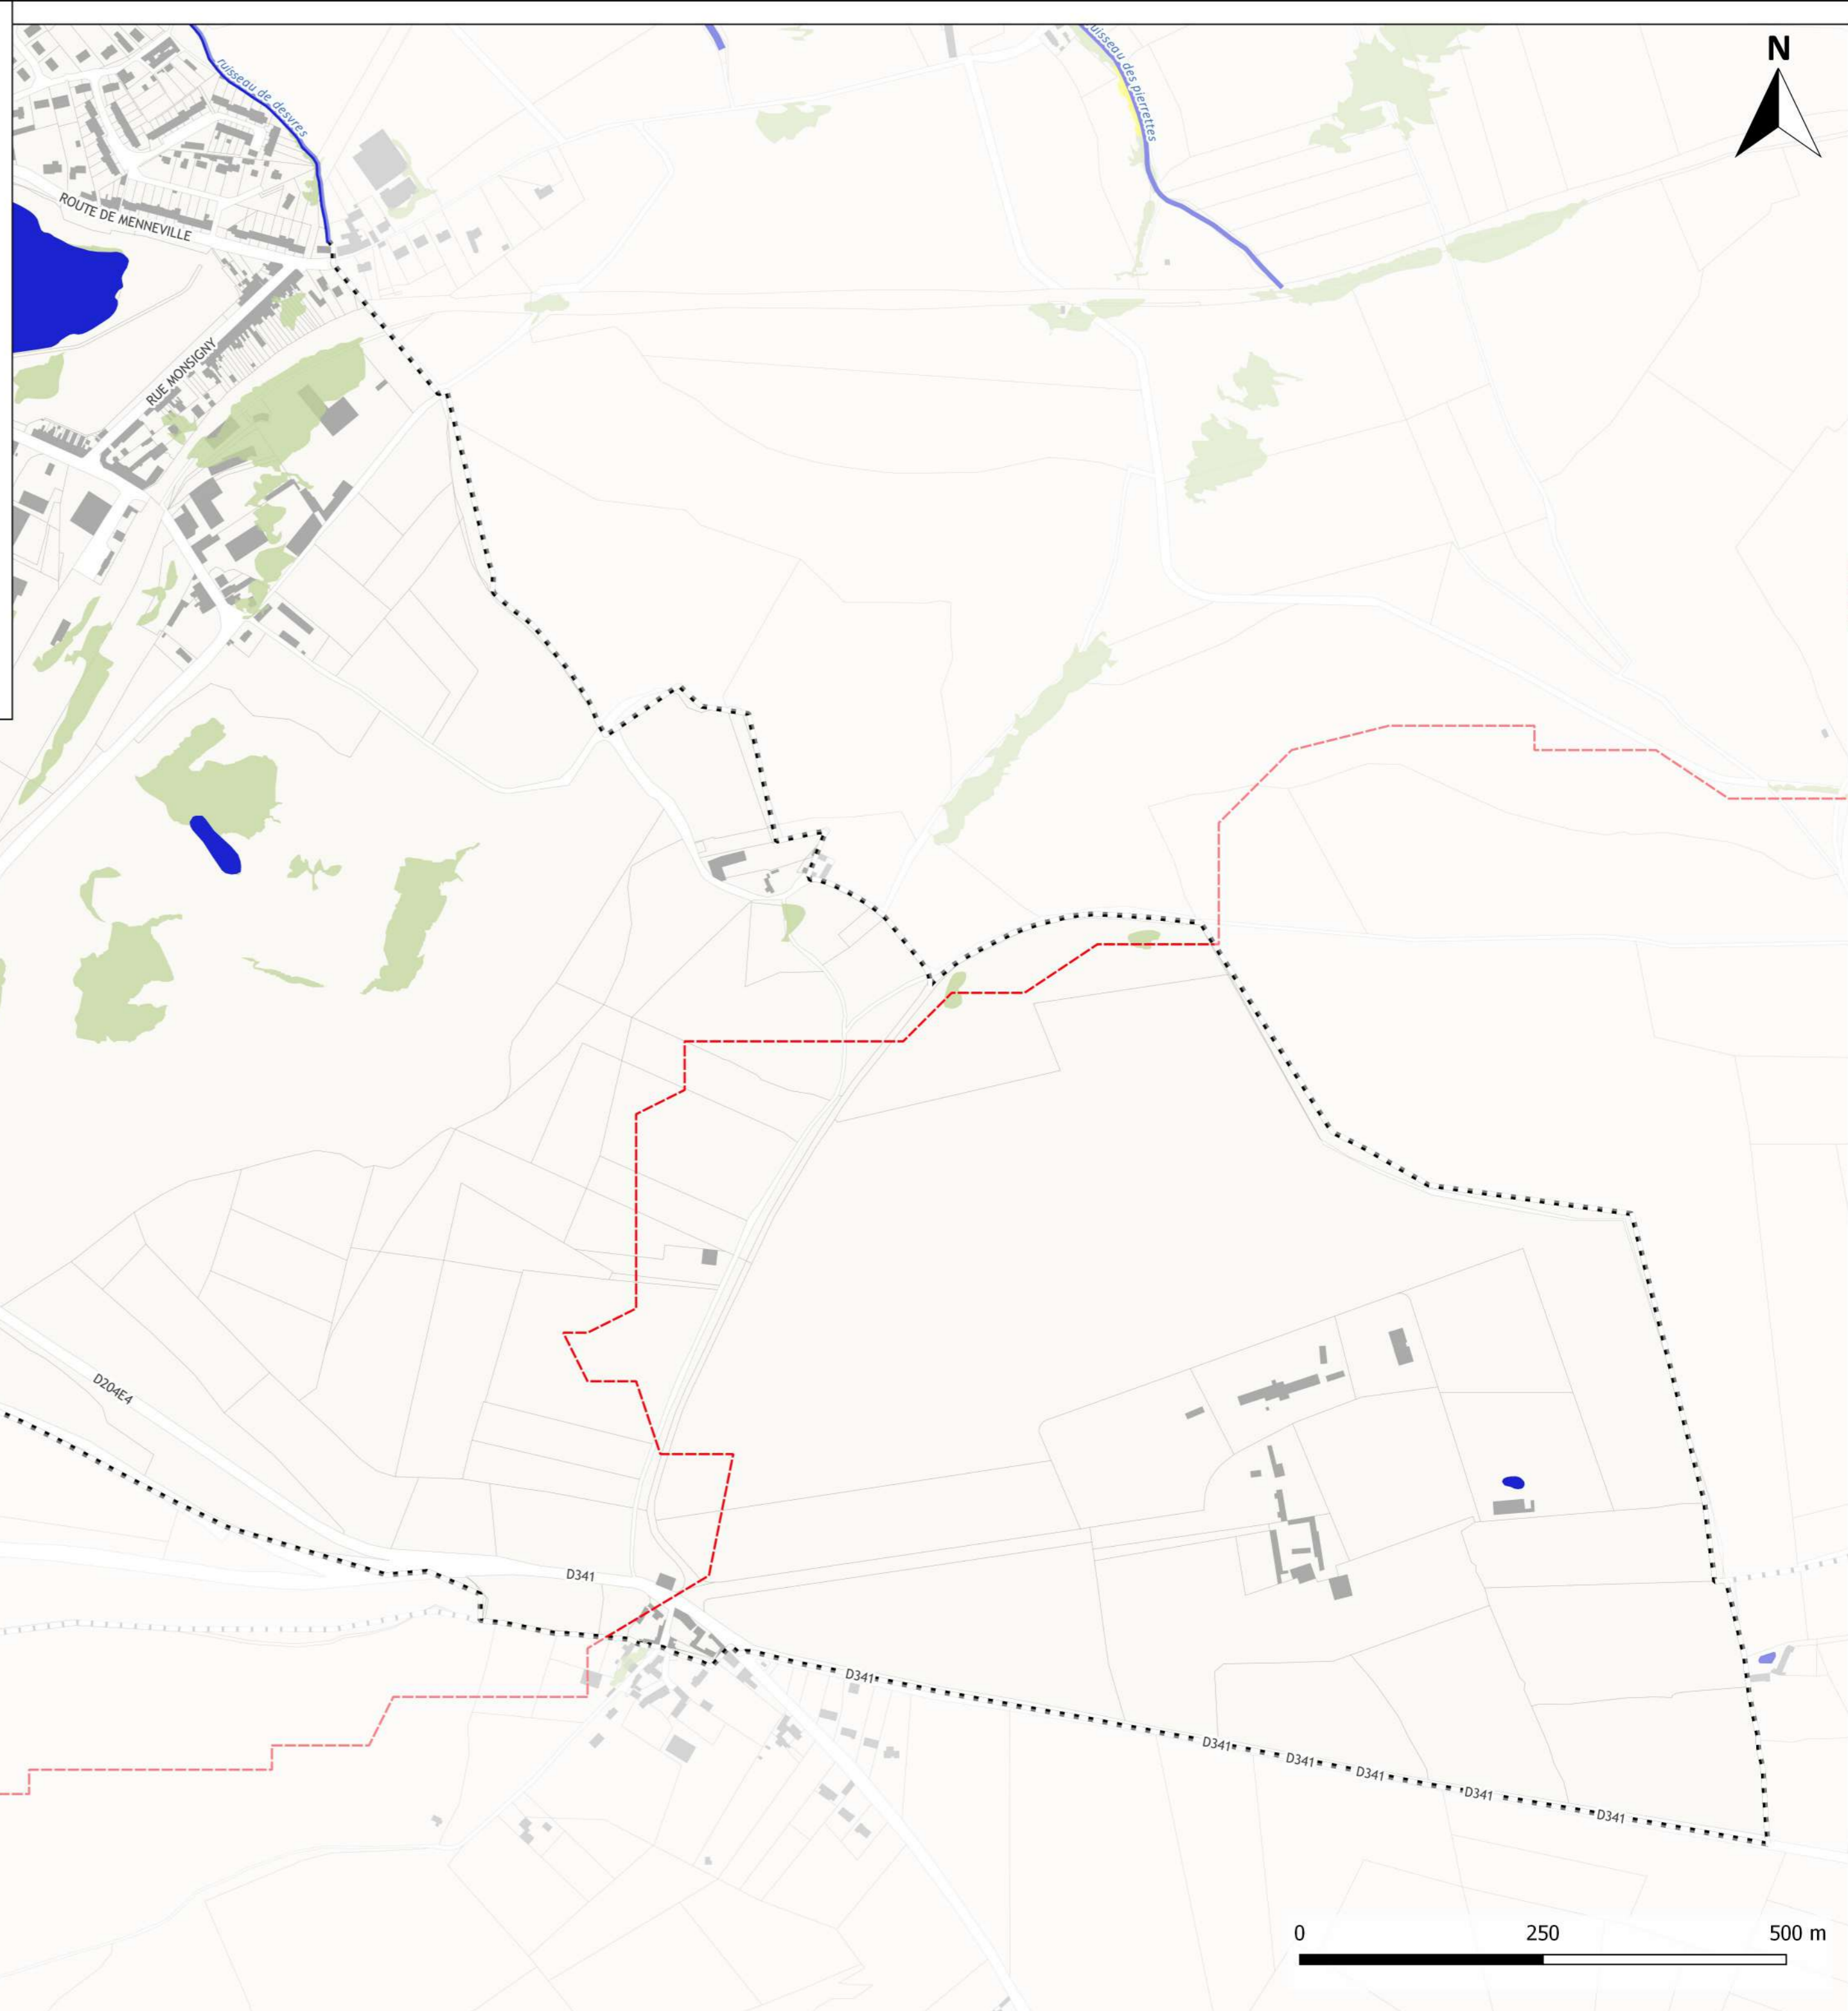 ruisseau de desvres
uisseau des pierrettes
N
ROUTE DE MENNEVILLE
RUE MONSIGNY
D204E4
D341
D341
D341
D341
D341
D341
D341
0 250 500 m